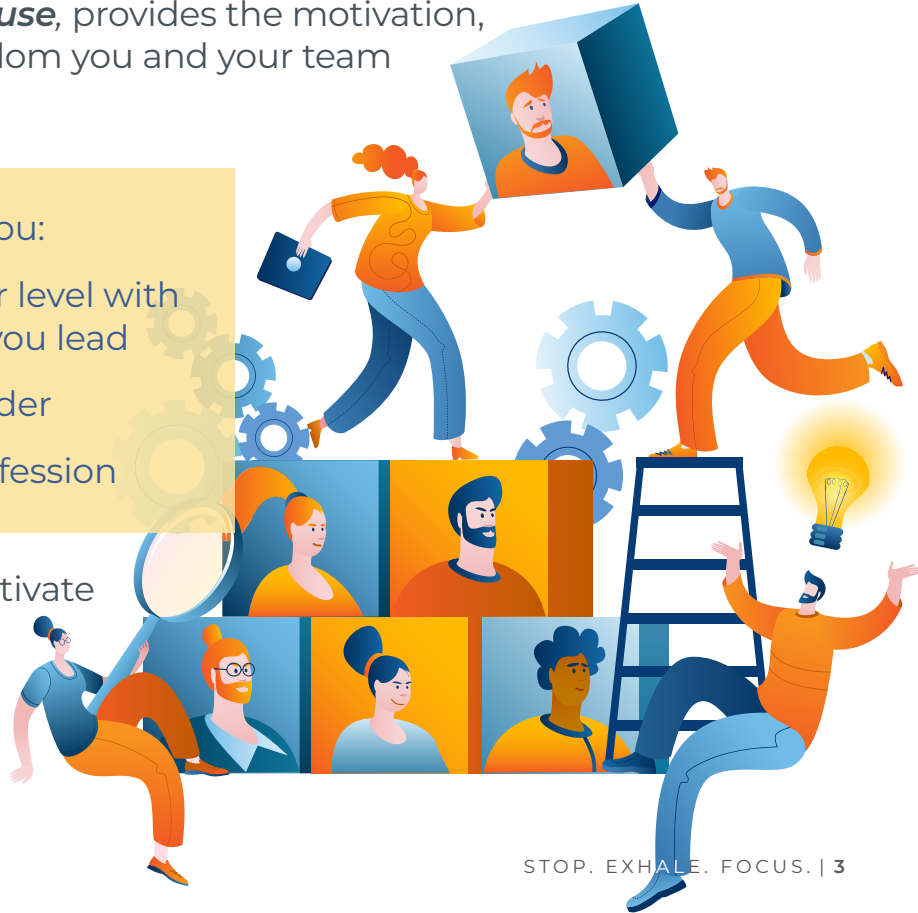 use, provides the motivation,
dom you and your team
ou:
r level with
you lead
der
fession
tivate
STOP. EXHALE. FOCUS. | 3